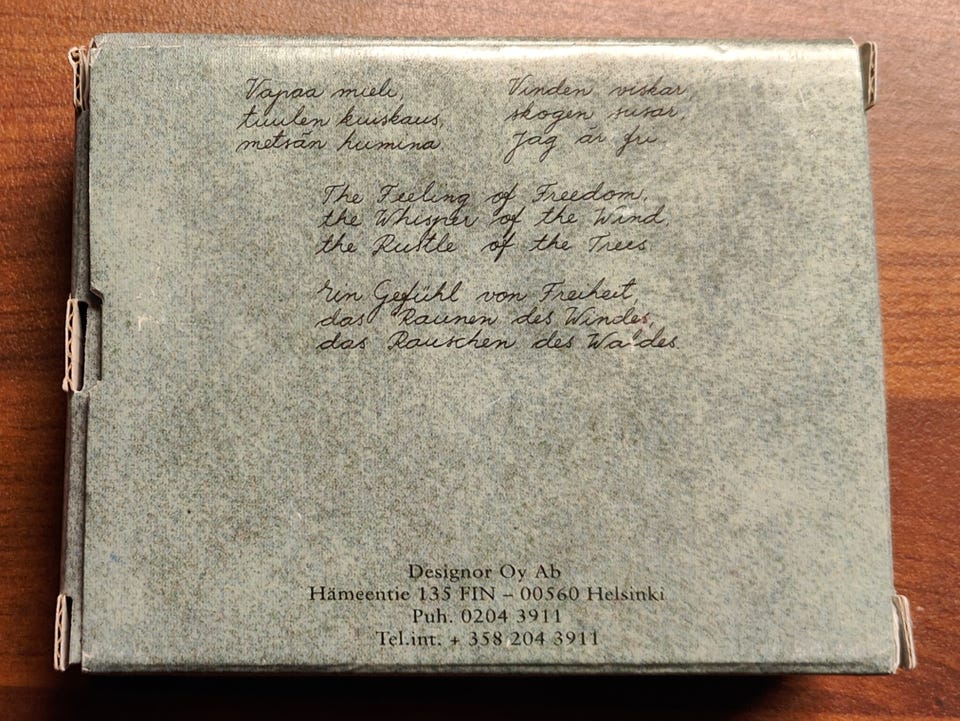 Vapaa mieli,
tuulen kuiskaus,
metsän humina
Vinden viskar,
skogen susar,
Jag är fri
The Feeling of Freedom,
the Whisper of the Wind,
the Rustle of the Trees
Ein Gefühl von Freiheit,
das Raunen des Windes,
das Rauschen des Waldes
Designor Oy Ab
Hämeentie 135 FIN – 00560 Helsinki
Puh. 0204 3911
Tel.int. + 358 204 3911